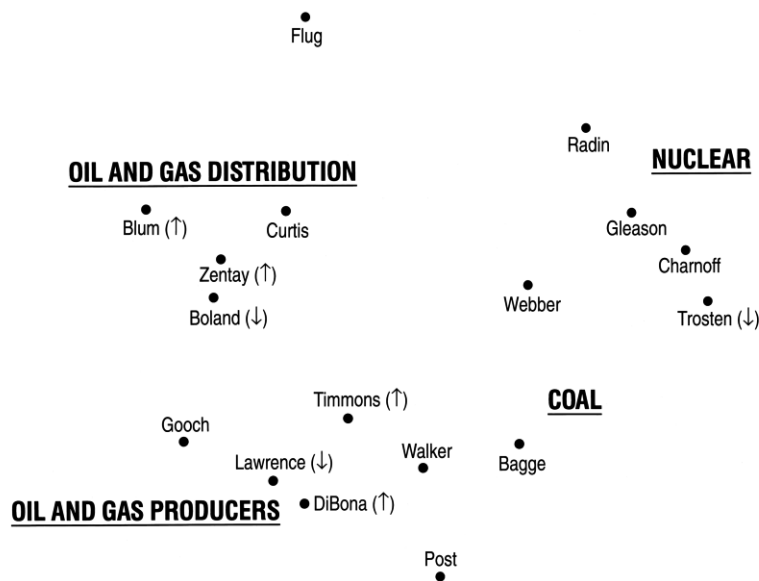 Flug
Radin
OIL AND GAS DISTRIBUTION
NUCLEAR
Blum (↑)
Curtis
Gleason
Zentay (↑)
Charnoff
Boland (↓)
Webber
Trosten (↓)
Timmons (↑)
COAL
Gooch
Lawrence (↓)
Walker
Bagge
OIL AND GAS PRODUCERS
DiBona (↑)
Post